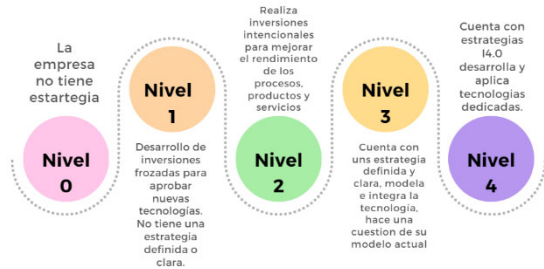 La
empresa
no tiene
estartegia
Nivel
0
Nivel
1
Desarrollo de
inversiones
frozadas para
aprobar
nuevas
tecnologías.
No tiene una
estrategia
definida o
clara.
Realiza
inversiones
intencionales
para mejorar
el rendimiento
de los
procesos,
productos y
servicios
Nivel
2
Nivel
3
Cuenta con
uns estrategia
definida y
clara, modela
e integra la
tecnología,
hace una
cuestion de su
modelo actual
Cuenta con
estrategias
I4.0
desarrolla y
aplica
tecnologias
dedicadas.
Nivel
4